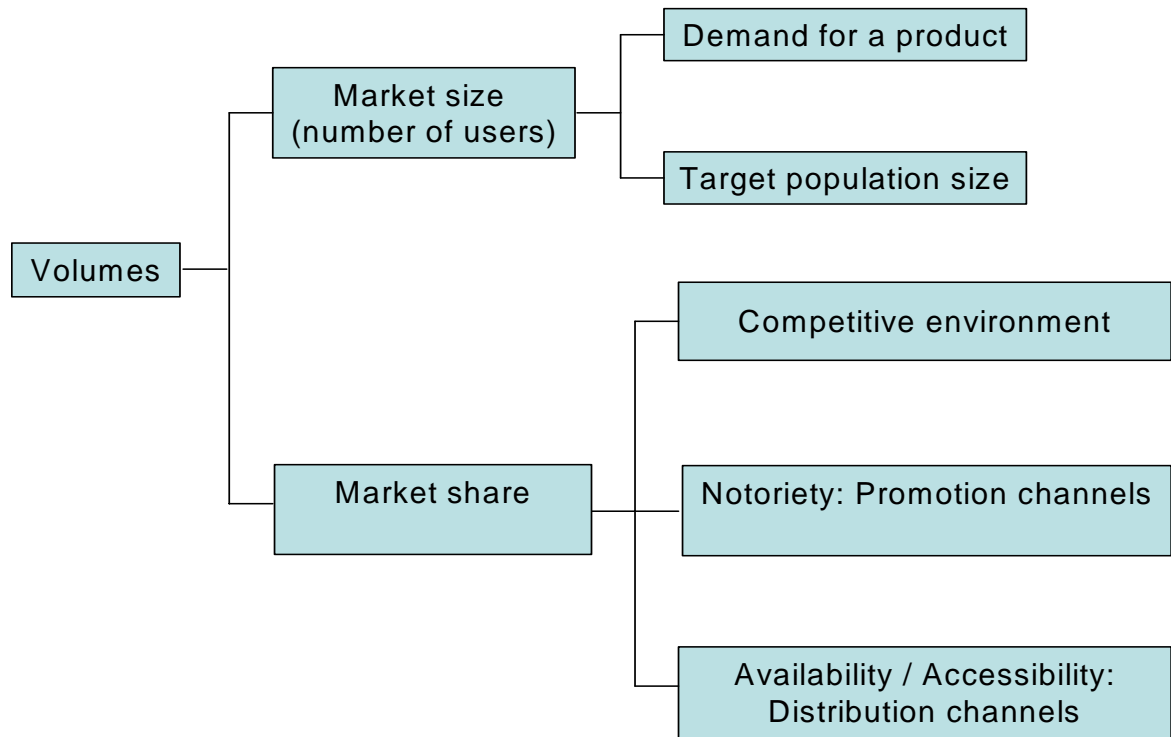 Demand for a product
Market size
(number of users)
Target population size
Volumes
Competitive environment
Market share
Notoriety: Promotion channels
Availability / Accessibility:
Distribution channels